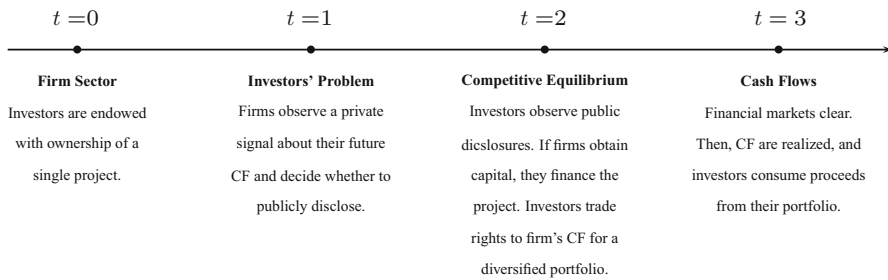 t =0
t =1
t =2
t = 3
Firm Sector
Investors are endowed
with ownership of a
single project.
Investors' Problem
Firms observe a private
signal about their future
CF and decide whether to
publicly disclose.
Competitive Equilibrium
Investors observe public
dicslosures. If firms obtain
capital, they finance the
project. Investors trade
rights to firm's CF for a
diversified portfolio.
Cash Flows
Financial markets clear.
Then, CF are realized, and
investors consume proceeds
from their portfolio.